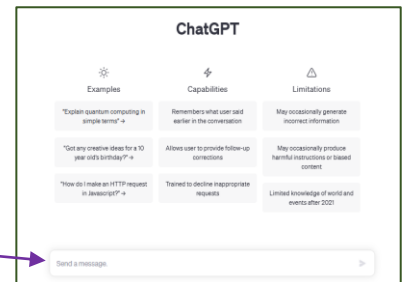 ChatGPT
Examples
Capabilities
Limitations
"Explain quantum computing in
simple terms" →
Remembers what user said
earlier in the conversation
May occasionally generate
incorrect information
"Got any creative ideas for a 10
year old's birthday?" →
Allows user to provide follow-up
corrections
May occasionally produce
harmful instructions or biased
content
"How do I make an HTTP request
in Javascript?" →
Trained to decline inappropriate
requests
Limited knowledge of world and
events after 2021
Send a message.